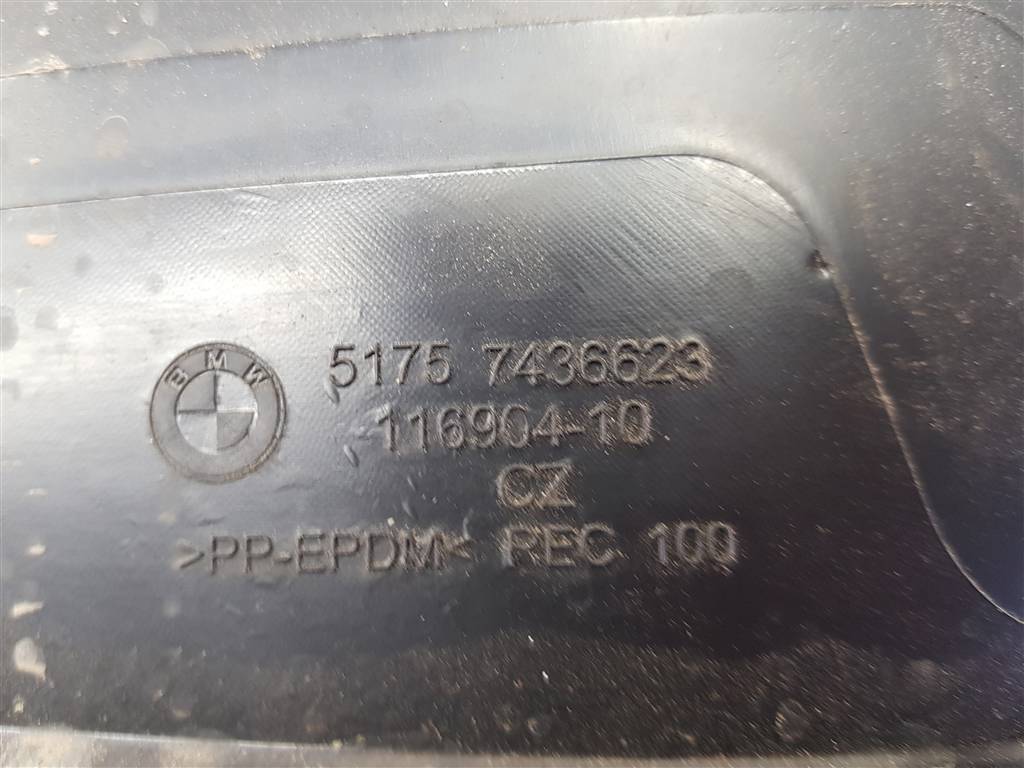 BMW
5175 7436623
116904-10
CZ
>PP-EPDM< REC 100